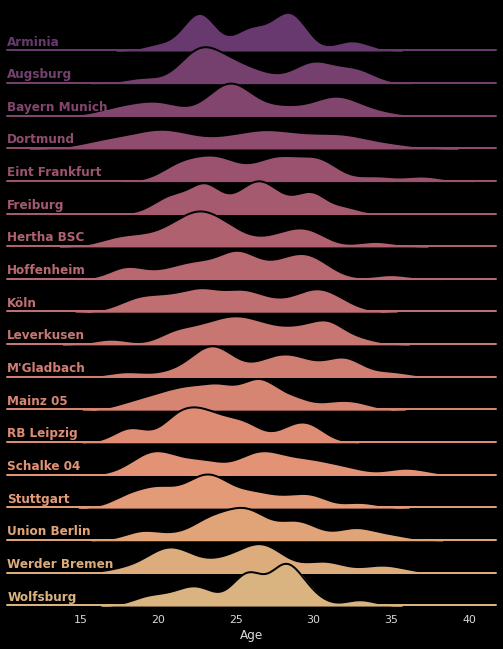 Arminia
Augsburg
Bayern Munich
Dortmund
Eint Frankfurt
Freiburg
Hertha BSC
Hoffenheim
Köln
Leverkusen
M'Gladbach
Mainz 05
RB Leipzig
Schalke 04
Stuttgart
Union Berlin
Werder Bremen
Wolfsburg
15 20 25 30 35 40
Age